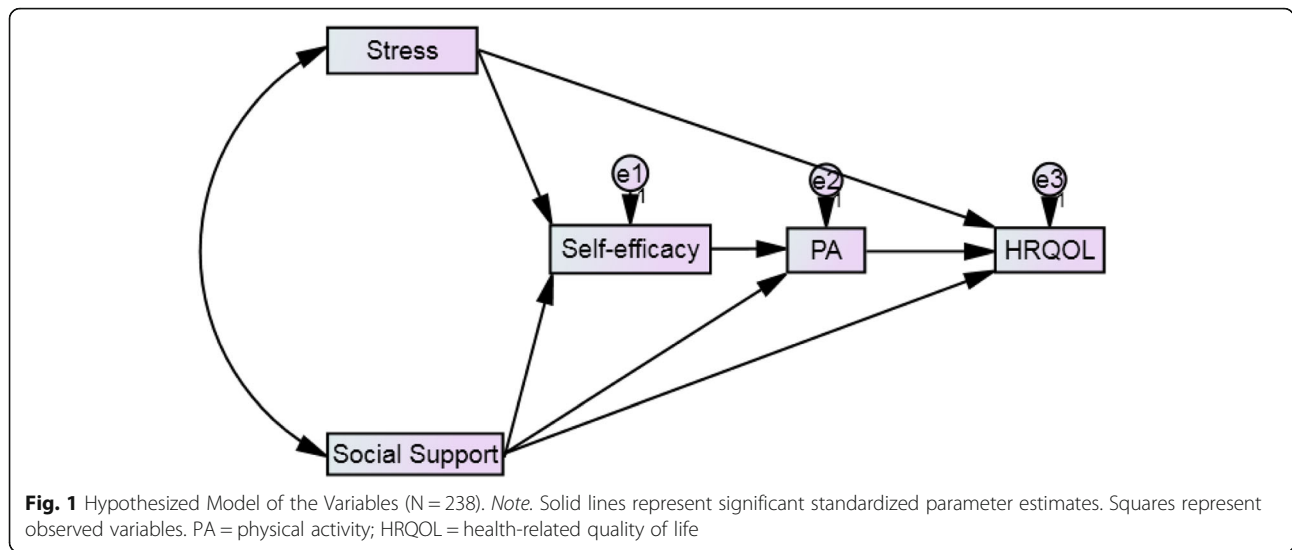 Stress
e1
1
e2
1
e3
1
Self-efficacy
PA
HRQOL
Social Support
Fig. 1 Hypothesized Model of the Variables (N = 238). Note. Solid lines represent significant standardized parameter estimates. Squares represent
observed variables. PA = physical activity; HRQOL = health-related quality of life